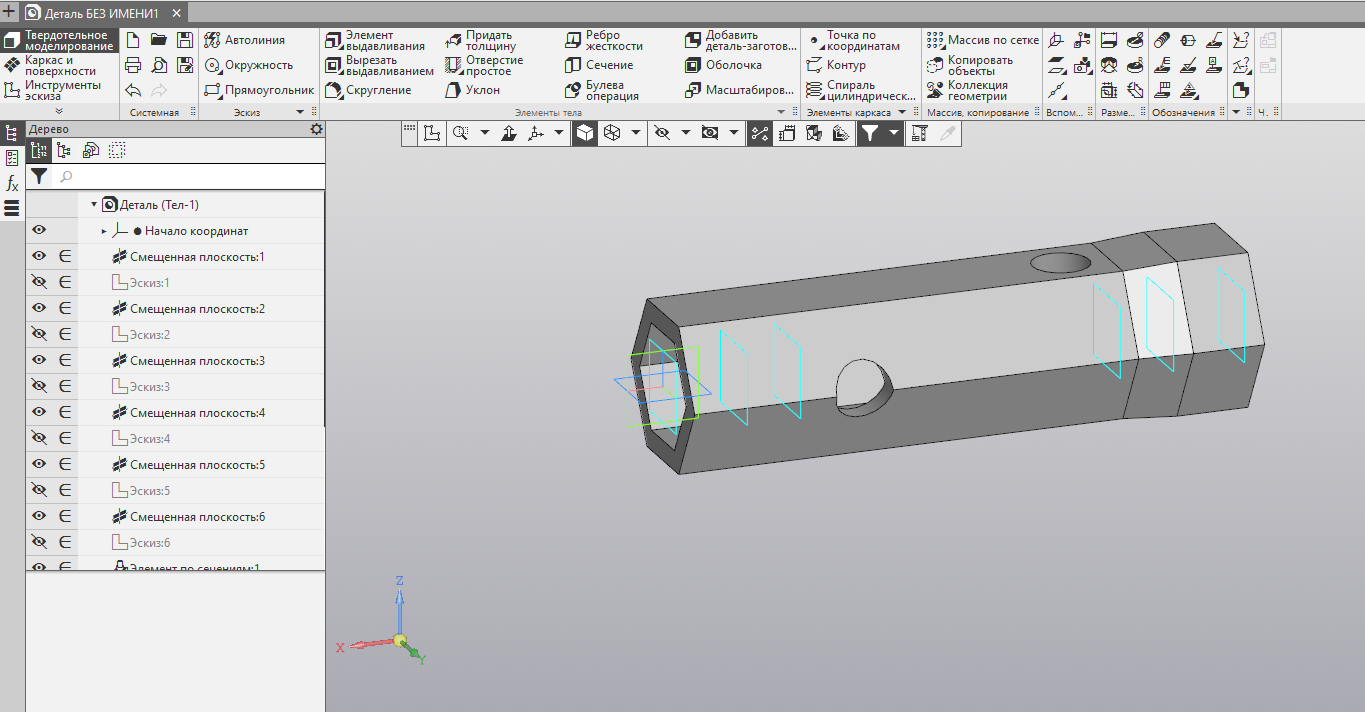 Деталь БЕЗ ИМЕНИ1
Твердотельное моделирование
Каркас и поверхности
Инструменты эскиза
Системная
Автолиния
Окружность
Прямоугольник
Эскиз
Элемент выдавливания
Вырезать выдавливанием
Скругление
Придать толщину
Отверстие простое
Уклон
Ребро жесткости
Сечение
Булева операция
Добавить деталь-заготов...
Оболочка
Масштабиров...
Элементы тела
Точка по координатам
Контур
Спираль цилиндрическ...
Элементы каркаса
Массив по сетке
Копировать объекты
Коллекция геометрии
Массив, копирование
Вспом...
Разме...
Обозначения
Ч.
Дерево
Деталь (Тел-1)
Начало координат
Смещенная плоскость:1
Эскиз:1
Смещенная плоскость:2
Эскиз:2
Смещенная плоскость:3
Эскиз:3
Смещенная плоскость:4
Эскиз:4
Смещенная плоскость:5
Эскиз:5
Смещенная плоскость:6
Эскиз:6
Элемент по сечениям:1
Z
X
Y